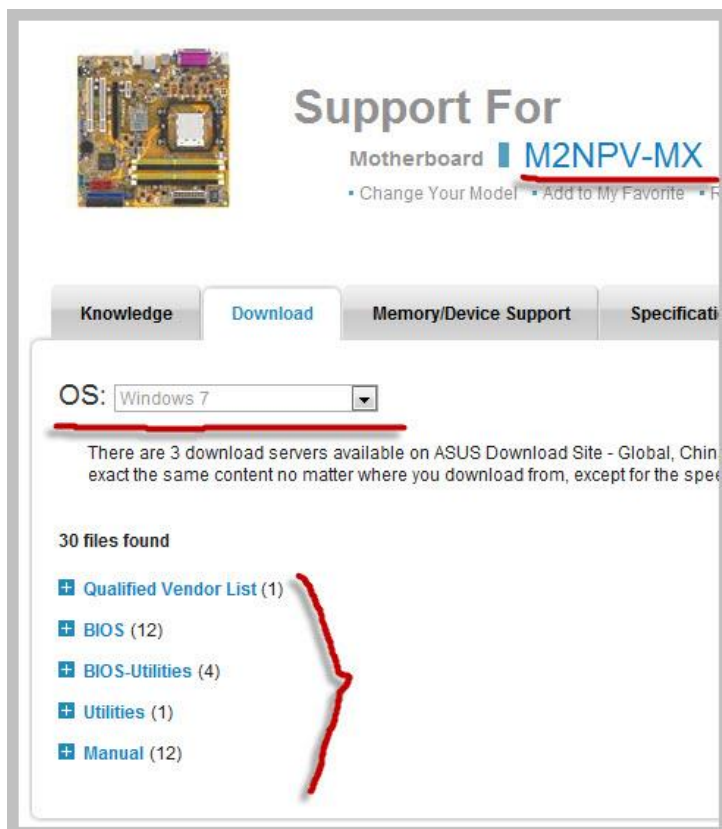 Support For
Motherboard M2NPV-MX
▪ Change Your Model ▪ Add to My Favorite ▪
Knowledge Download Memory/Device Support Specificati
OS: Windows 7
There are 3 download servers available on ASUS Download Site - Global, Chin
exact the same content no matter where you download from, except for the spee
30 files found
Qualified Vendor List (1)
BIOS (12)
BIOS-Utilities (4)
Utilities (1)
Manual (12)